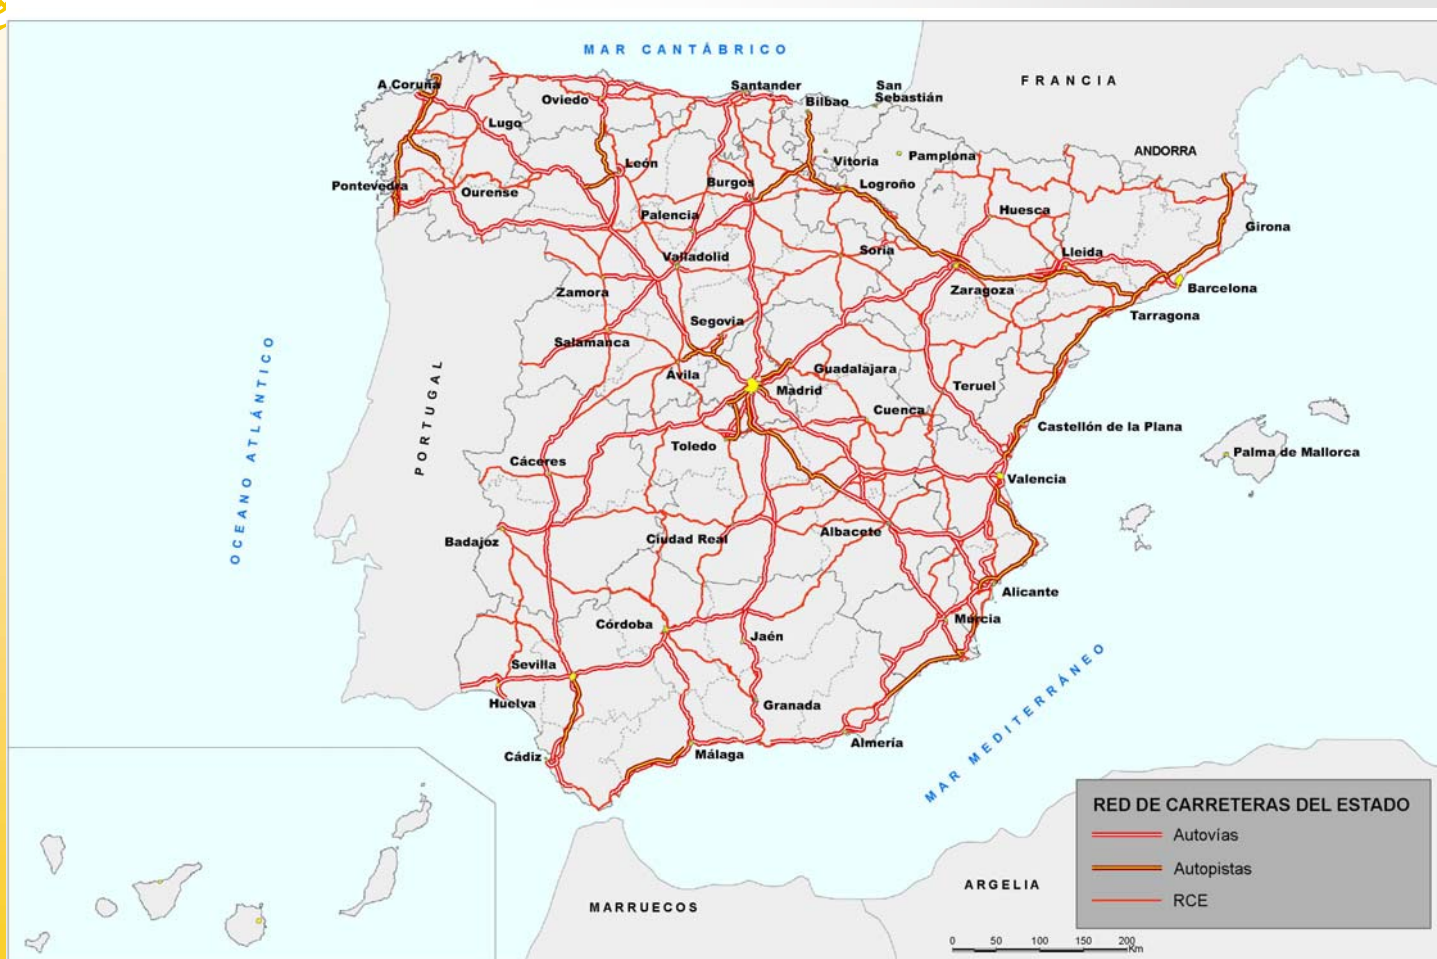 MAR CANTÁBRICO
FRANCIA
A Coruña
Oviedo
Santander
San
Sebastián
Bilbao
Lugo
León
Vitoria
Pamplona
ANDORRA
Pontevedra
Ourense
Burgos
Logroño
Palencia
Huesca
Girona
Valladolid
Soria
Lleida
Zamora
Zaragoza
Barcelona
Segovia
Tarragona
Salamanca
Ávila
Guadalajara
Madrid
Teruel
Cuenca
OCEANO ATLÁNTICO
PORTUGAL
Toledo
Castellón de la Plana
Cáceres
Palma de Mallorca
Valencia
Badajoz
Ciudad Real
Albacete
Alicante
Córdoba
Murcia
Jaén
Sevilla
Huelva
Granada
Cádiz
Málaga
Almería
MAR MEDITERRÁNEO
RED DE CARRETERAS DEL ESTADO
Autovías
Autopistas
RCE
ARGELIA
MARRUECOS
0 50 100 150 200
Km